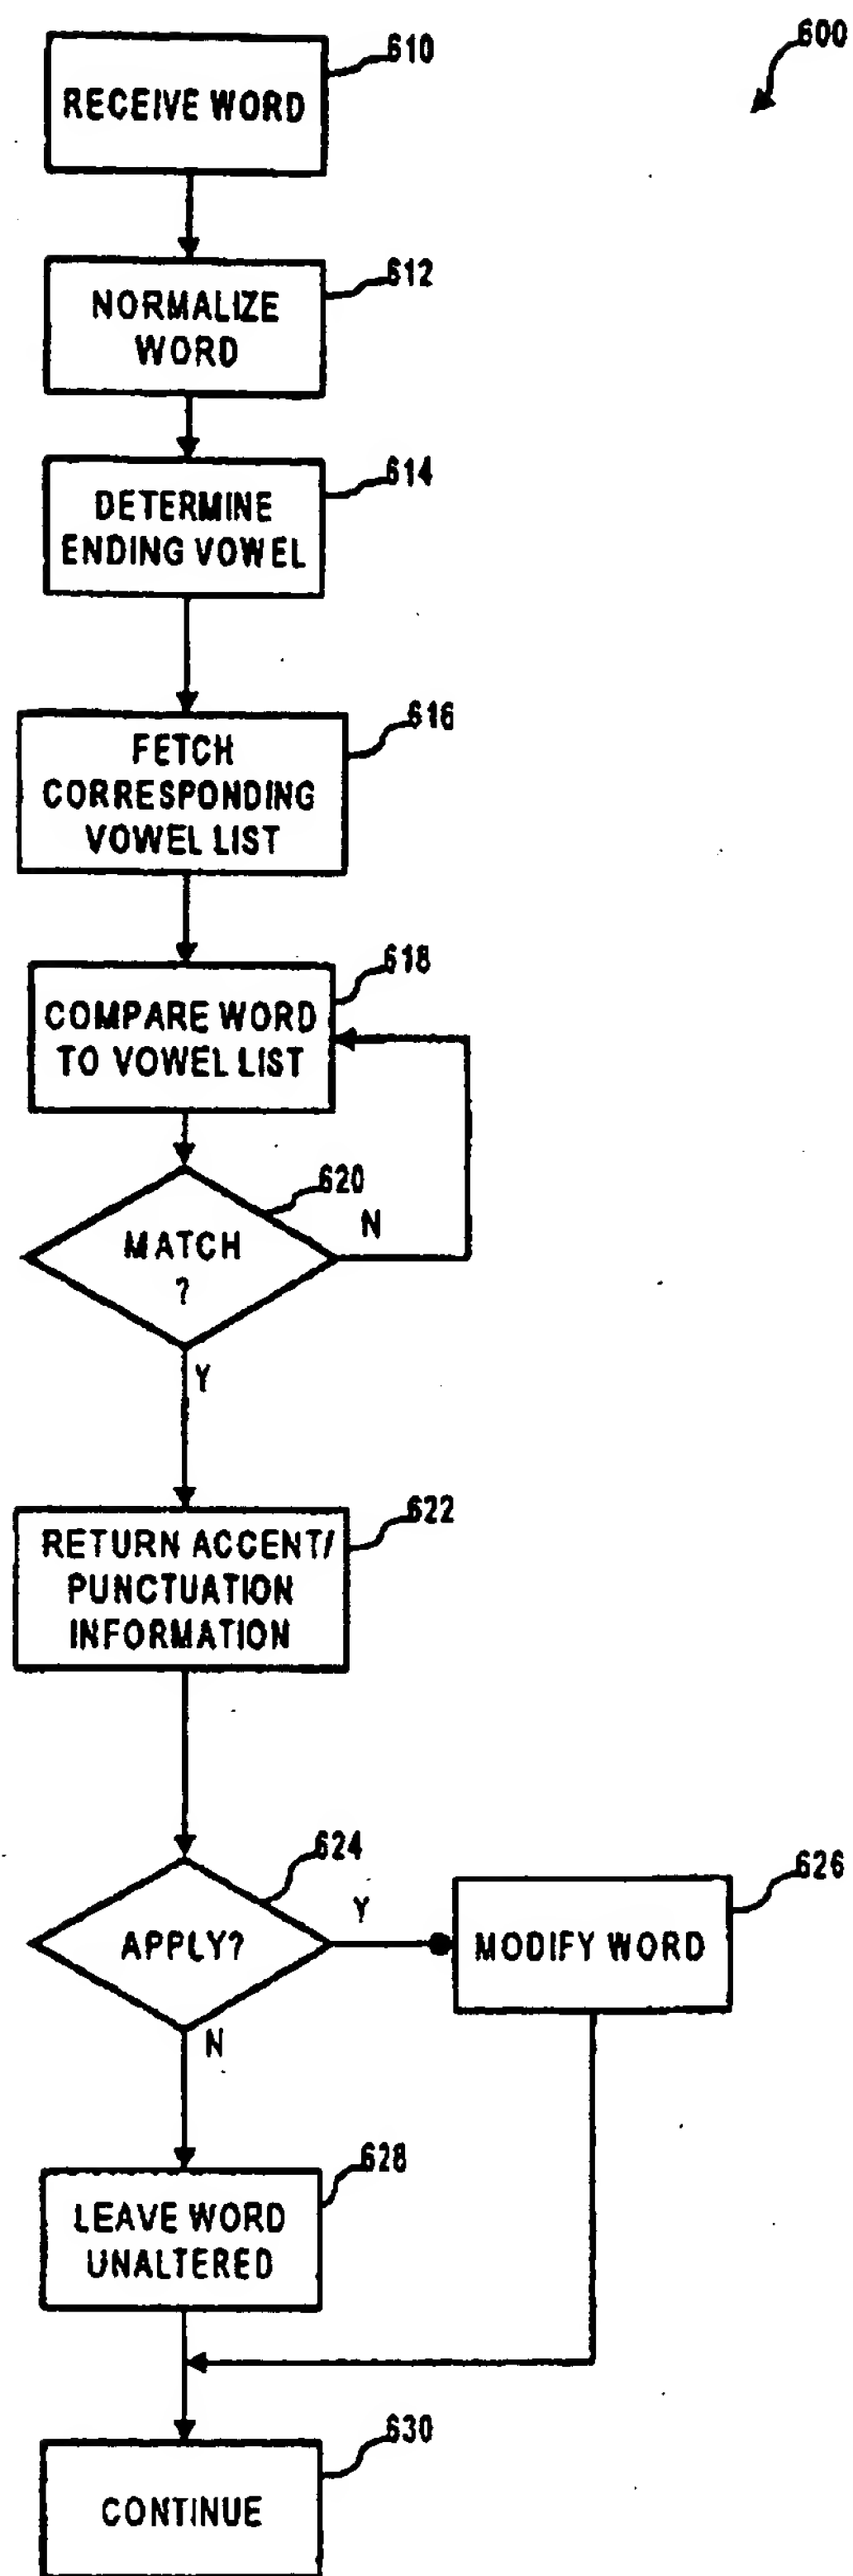 600
610
RECEIVE WORD
612
NORMALIZE
WORD
614
DETERMINE
ENDING VOWEL
616
FETCH
CORRESPONDING
VOWEL LIST
618
COMPARE WORD
TO VOWEL LIST
620
N
MATCH
?
Y
622
RETURN ACCENT/
PUNCTUATION
INFORMATION
624
626
Y
APPLY?
MODIFY WORD
N
628
LEAVE WORD
UNALTERED
630
CONTINUE